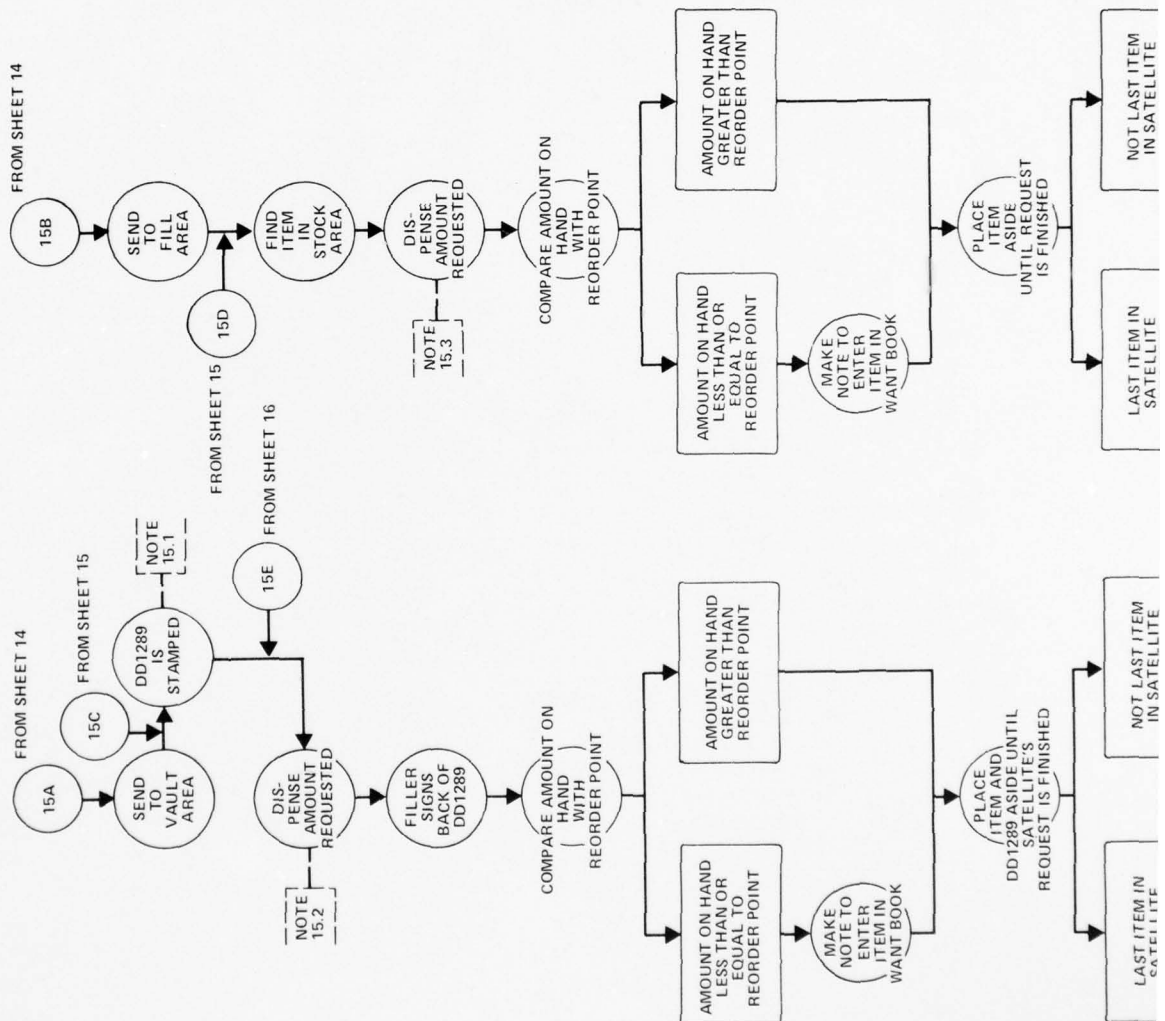 FROM SHEET 14
15A
SEND
TO
VAULT
AREA
FROM SHEET 15
15C
DD1289
IS
STAMPED
NOTE
15.1
FROM SHEET 16
15E
DIS-
PENSE
AMOUNT
REQUESTED
NOTE
15.2
FILLER
SIGNS
BACK OF
DD1289
COMPARE AMOUNT ON
HAND
WITH
REORDER POINT
AMOUNT ON HAND
LESS THAN OR
EQUAL TO
REORDER POINT
AMOUNT ON HAND
GREATER THAN
REORDER POINT
MAKE
NOTE TO
ENTER
ITEM IN
WANT BOOK
PLACE
ITEM AND
DD1289 ASIDE UNTIL
SATELLITE'S
REQUEST IS FINISHED
LAST ITEM IN
SATELLITE
NOT LAST ITEM
IN SATELLITE
FROM SHEET 14
15B
SEND
TO
FILL
AREA
FROM SHEET 15
15D
FIND
ITEM
IN
STOCK
AREA
DIS-
PENSE
AMOUNT
REQUESTED
NOTE
15.3
COMPARE AMOUNT ON
HAND
WITH
REORDER POINT
AMOUNT ON HAND
LESS THAN OR
EQUAL TO
REORDER POINT
AMOUNT ON HAND
GREATER THAN
REORDER POINT
MAKE
NOTE TO
ENTER
ITEM IN
WANT BOOK
PLACE
ITEM
ASIDE
UNTIL REQUEST
IS FINISHED
LAST ITEM IN
SATELLITE
NOT LAST ITEM
IN SATELLITE